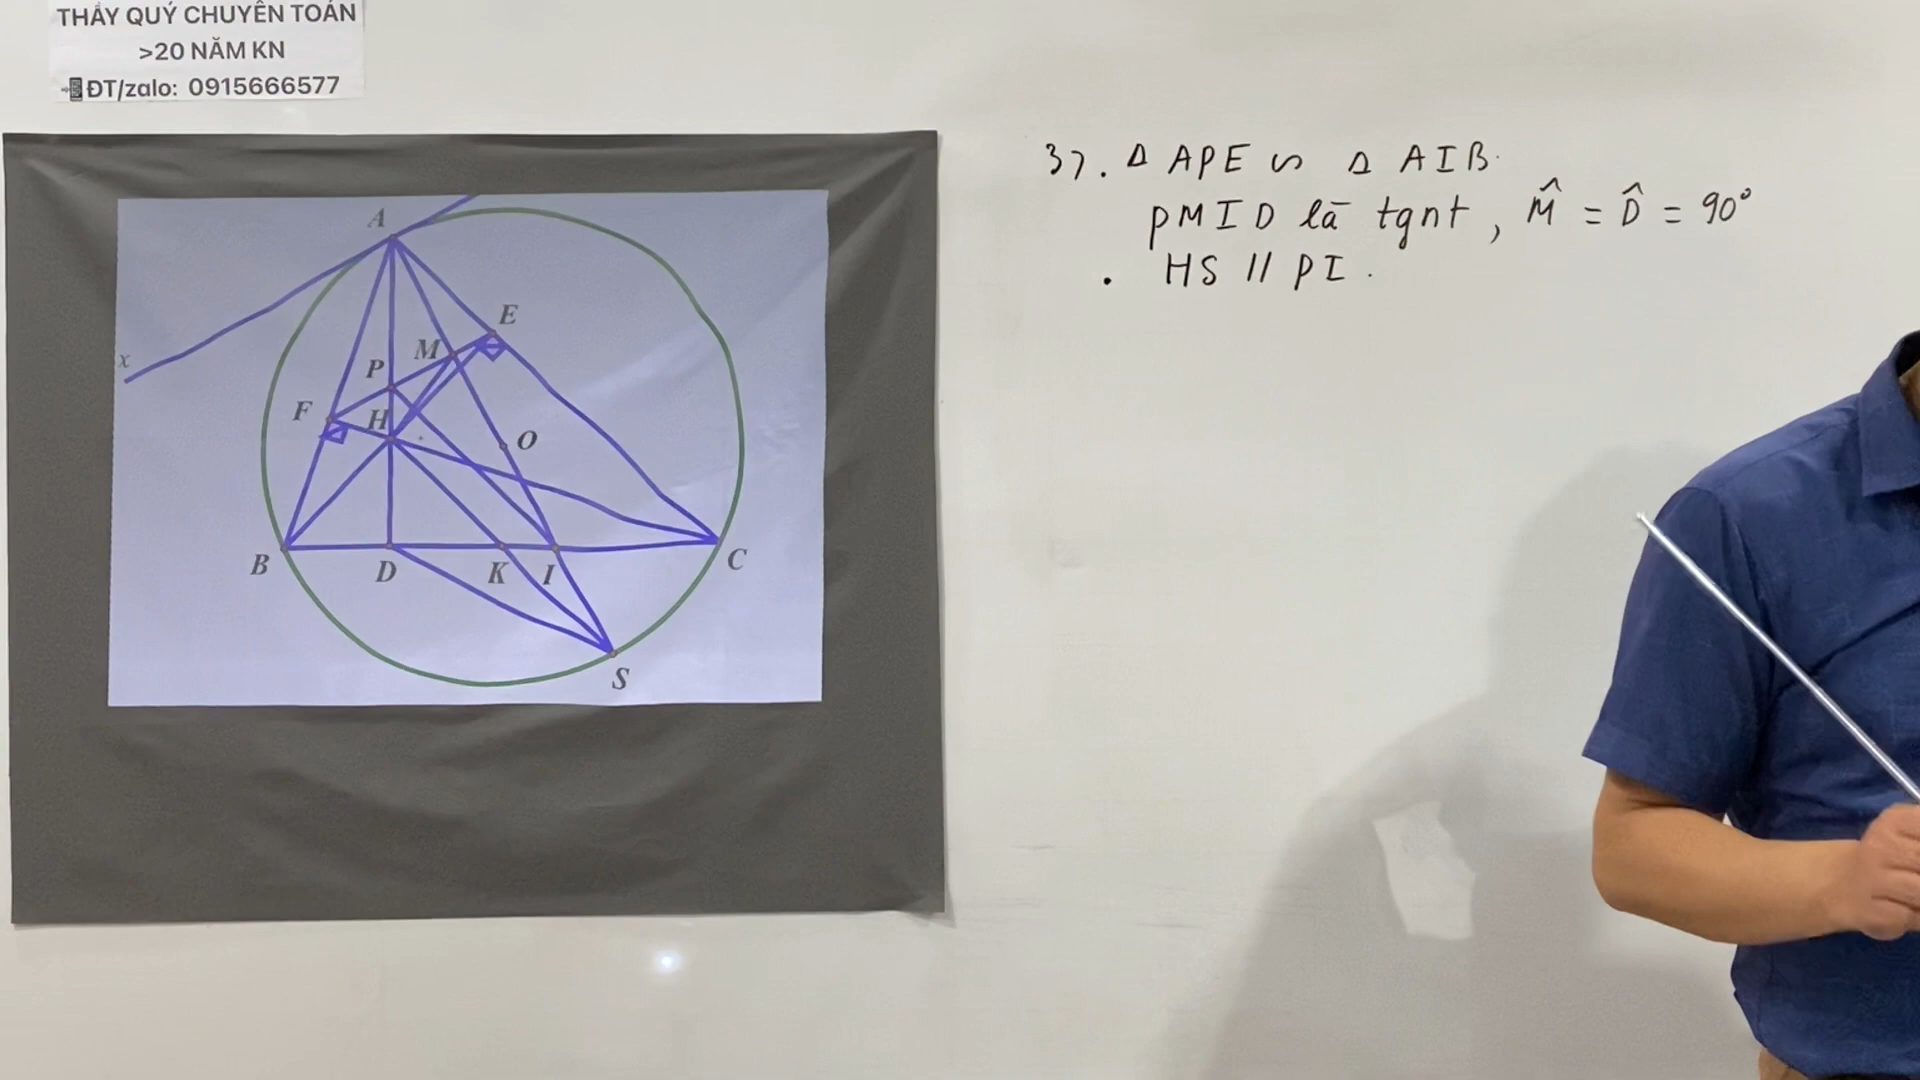 THẦY QUÝ CHUYÊN TOÁN
>20 NĂM KN
ĐT/zalo: 0915666577
A
x
E
M
P
F
H
O
B
D
K
I
C
S
37. Δ APE ∽ Δ AIB.
PMID là tgnt, M̂ = D̂ = 90°
. HS // PI.